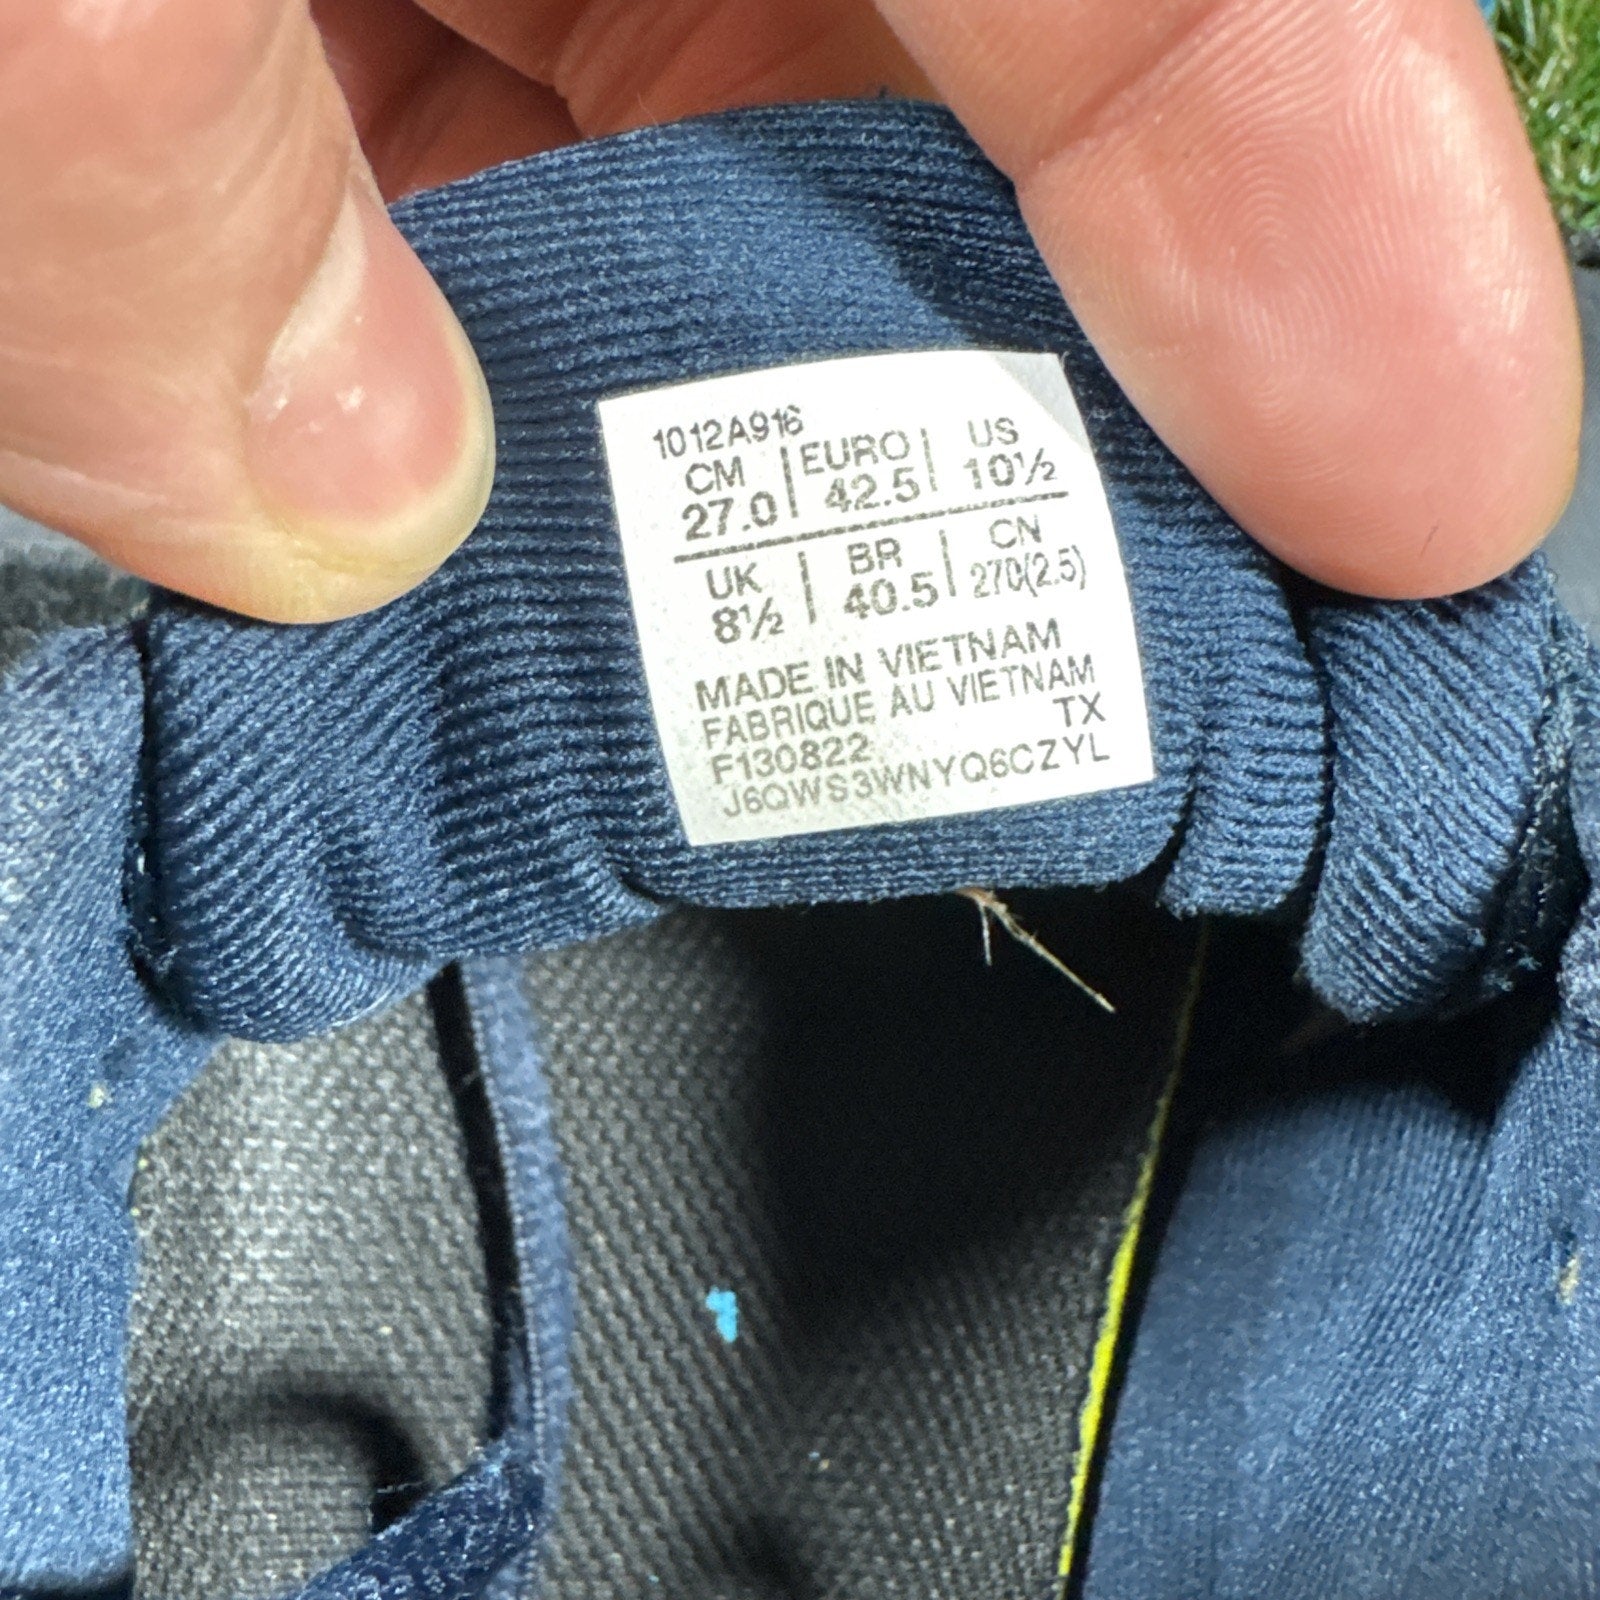 1012A916
CM | EURO | US
27.0 | 42.5 | 10½
UK | BR | CN
8½ | 40.5 | 270(2.5)
MADE IN VIETNAM
FABRIQUE AU VIETNAM
TX
F130822
J6QWS3WNYQ6CZYL